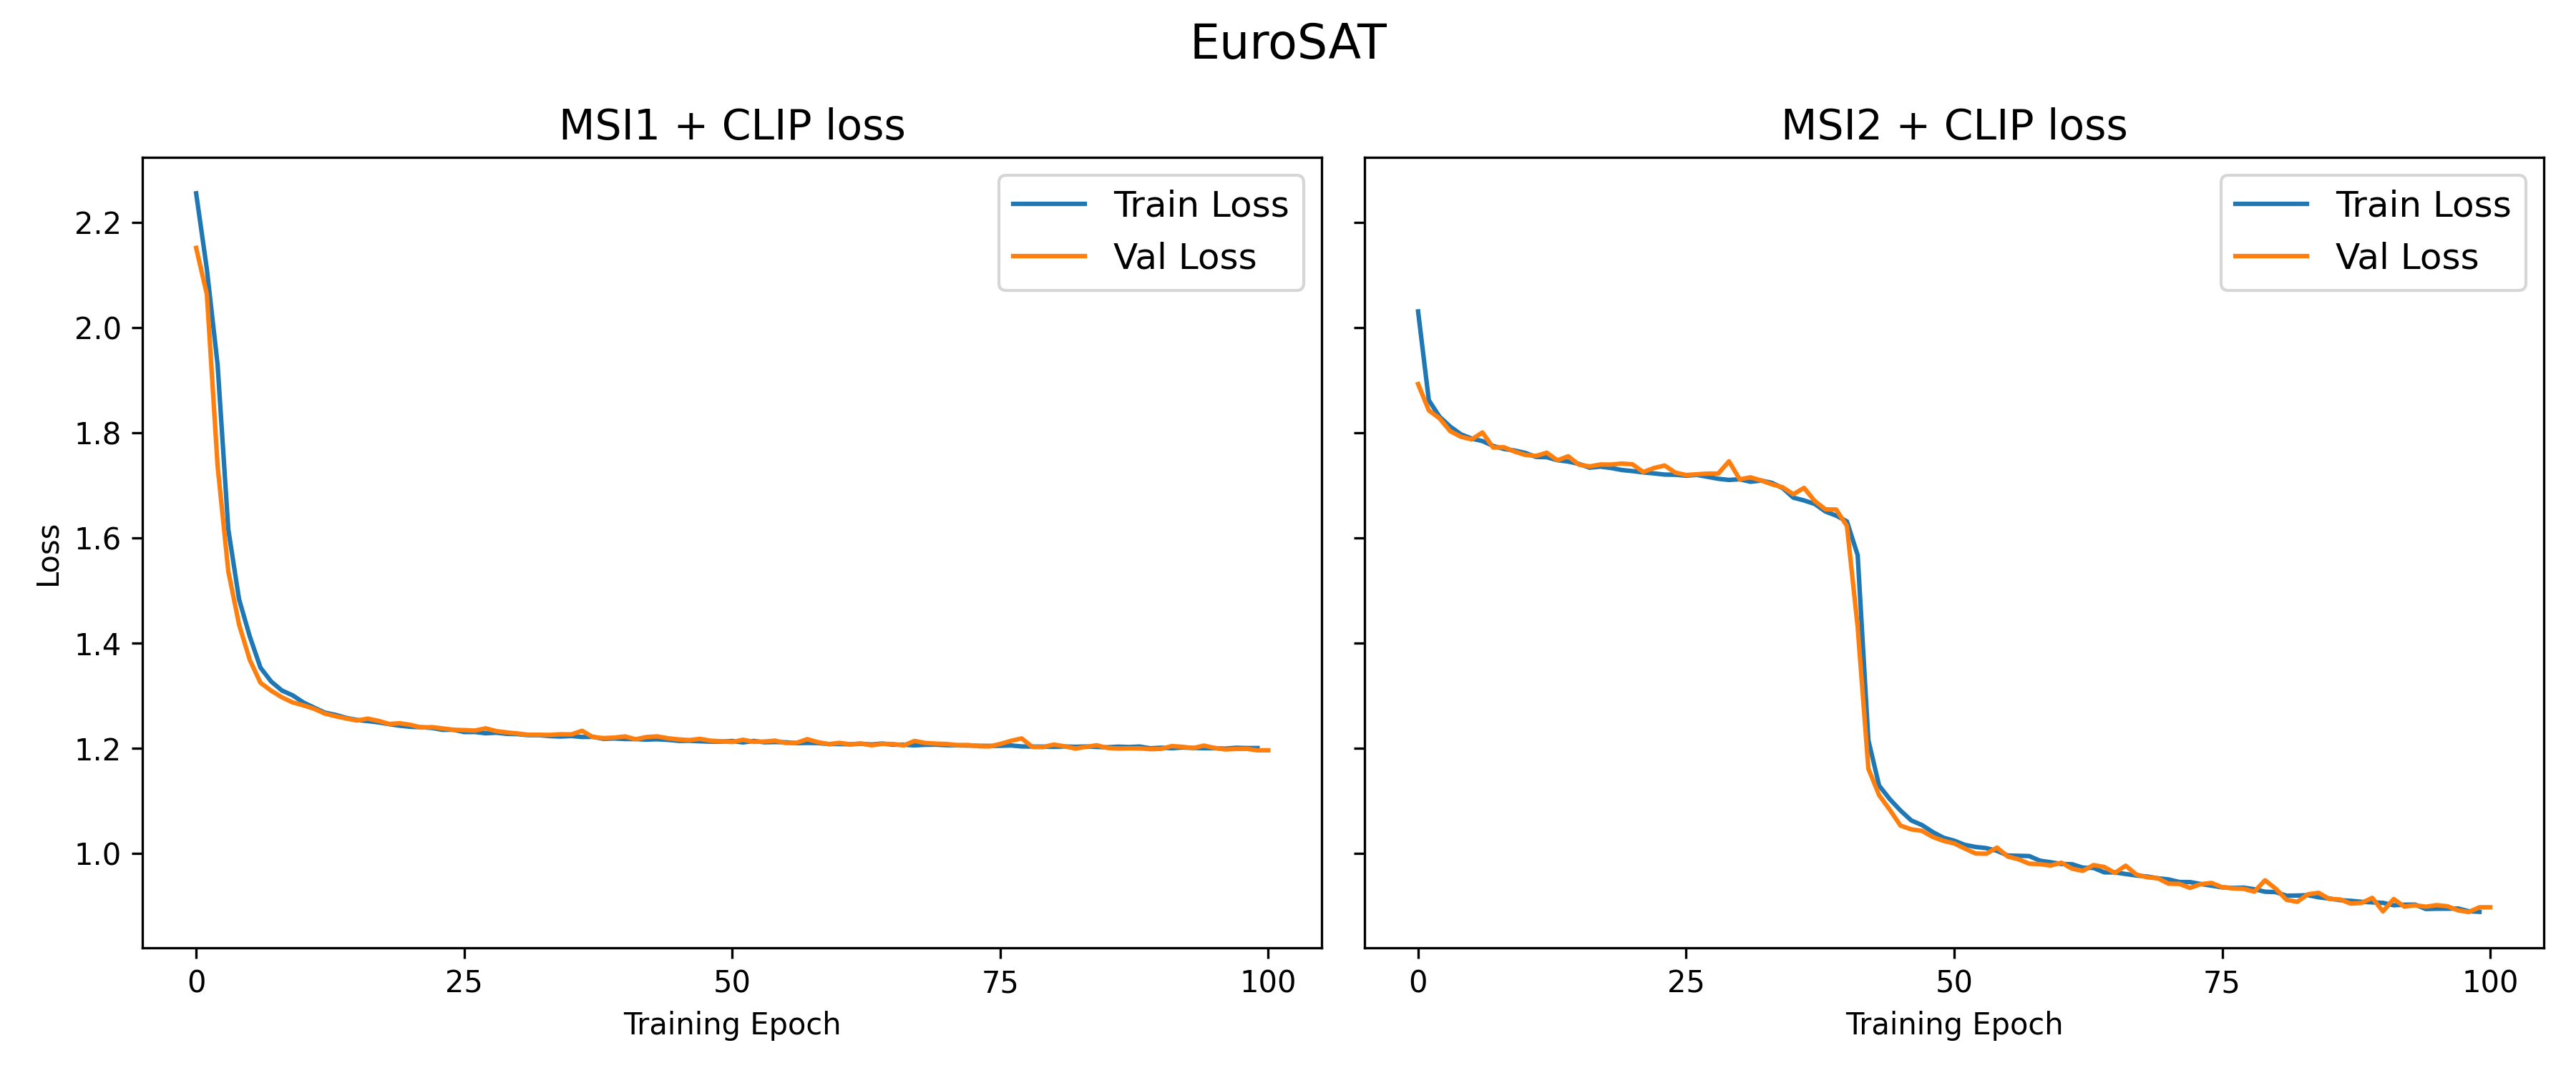 EuroSAT
MSI1 + CLIP loss
Train Loss
Val Loss
2.2
2.0
1.8
1.6
1.4
1.2
1.0
Loss
0 25 50 75 100
Training Epoch
MSI2 + CLIP loss
Train Loss
Val Loss
0 25 50 75 100
Training Epoch